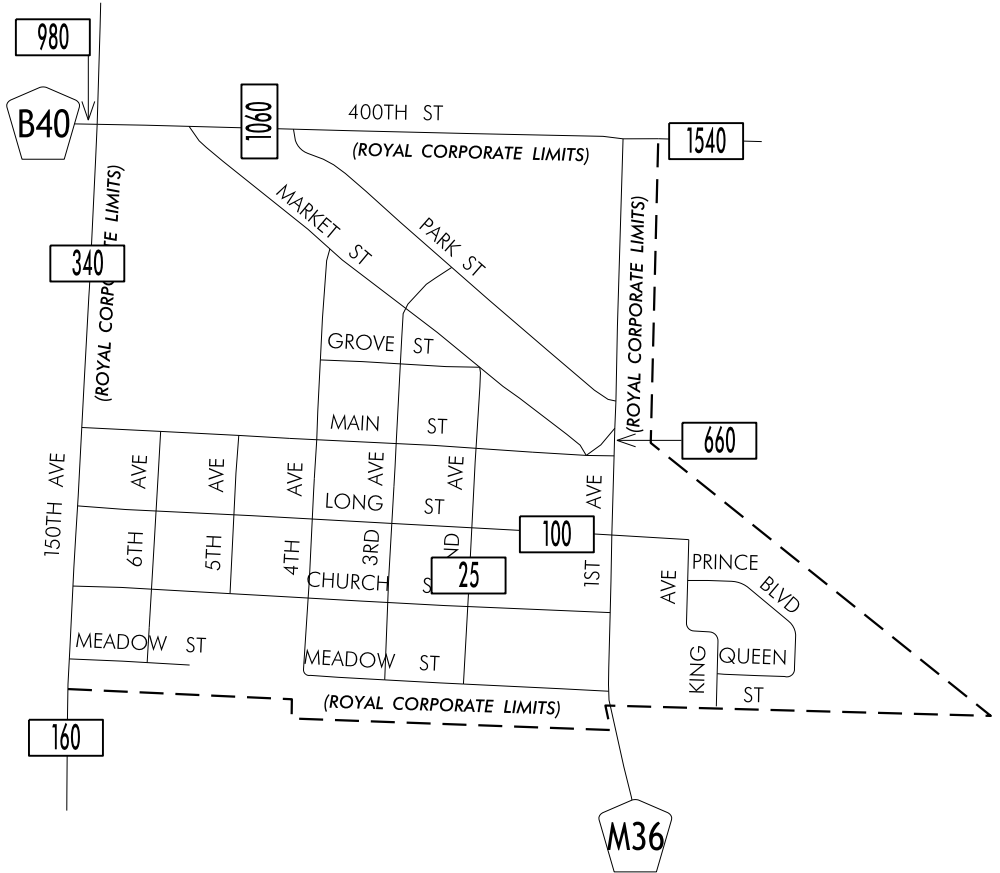 980
B40
1060
400TH ST
(ROYAL CORPORATE LIMITS)
1540
(ROYAL CORPORATE LIMITS)
340
MARKET ST
PARK ST
(ROYAL CORPORATE LIMITS)
GROVE ST
MAIN ST
660
150TH AVE
6TH AVE
5TH AVE
4TH AVE
3RD AVE
AVE
1ST AVE
LONG ST
100
CHURCH
25
PRINCE BLVD
KING AVE
QUEEN ST
MEADOW ST
MEADOW ST
(ROYAL CORPORATE LIMITS)
160
M36